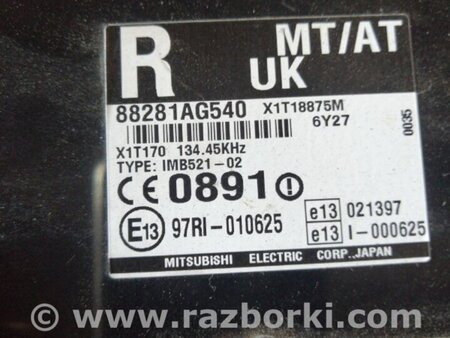 R MT/AT
UK
88281AG540 X1T18875M
6Y27
0035
X1T170 134.45KHz
TYPE: IMB521-02
CE 0891
E13 97RI-010625
e13 021397
e13 I-000625
MITSUBISHI ELECTRIC CORP. JAPAN
© www.razborki.com